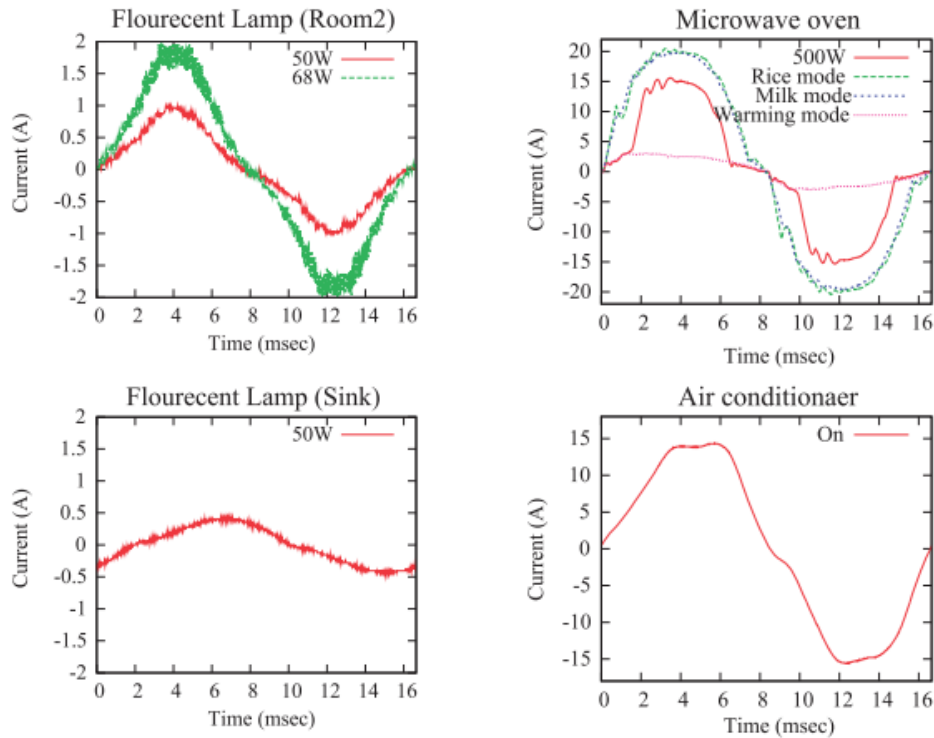 Flourecent Lamp (Room2)
Current (A)
2
1.5
1
0.5
0
-0.5
-1
-1.5
-2
50W
68W
0 2 4 6 8 10 12 14 16
Time (msec)
Microwave oven
Current (A)
20
15
10
5
0
-5
-10
-15
-20
500W
Rice mode
Milk mode
Warming mode
0 2 4 6 8 10 12 14 16
Time (msec)
Flourecent Lamp (Sink)
Current (A)
2
1.5
1
0.5
0
-0.5
-1
-1.5
-2
50W
0 2 4 6 8 10 12 14 16
Time (msec)
Air conditionaer
Current (A)
15
10
5
0
-5
-10
-15
On
0 2 4 6 8 10 12 14 16
Time (msec)